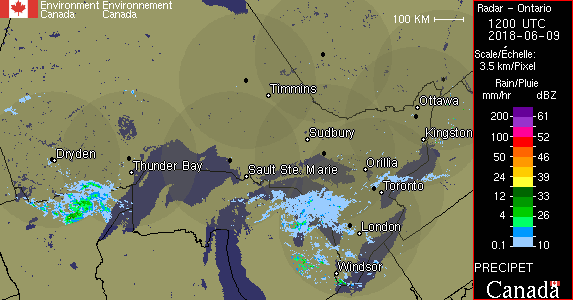 Environment Environnement
Canada Canada
100 KM
Timmins
Ottawa
Sudbury
Kingston
Dryden
Thunder Bay
Sault Ste. Marie
Orillia
Toronto
London
Windsor
Radar - Ontario
1200 UTC
2018-06-09
Scale/Échelle:
3.5 km/Pixel
Rain/Pluie
mm/hr dBZ
200 61
100 52
50 46
24 39
12 33
4 26
0.1 10
PRECIPET
Canada